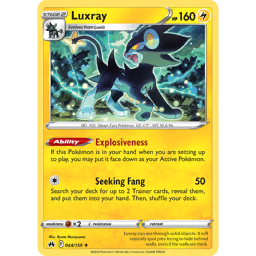 STAGE 2 Luxray HP 160
Evolves from Luxio
Ability Explosiveness
If this Pokémon is in your hand when you are setting up
to play, you may put it face down as your Active Pokémon.
Seeking Fang 50
Search your deck for up to 2 Trainer cards, reveal them,
and put them into your hand. Then, shuffle your deck.
weakness ×2 resistance retreat
Luxray can see through solid objects. It will
instantly spot prey trying to hide behind
walls, even if the walls are thick.
044/159